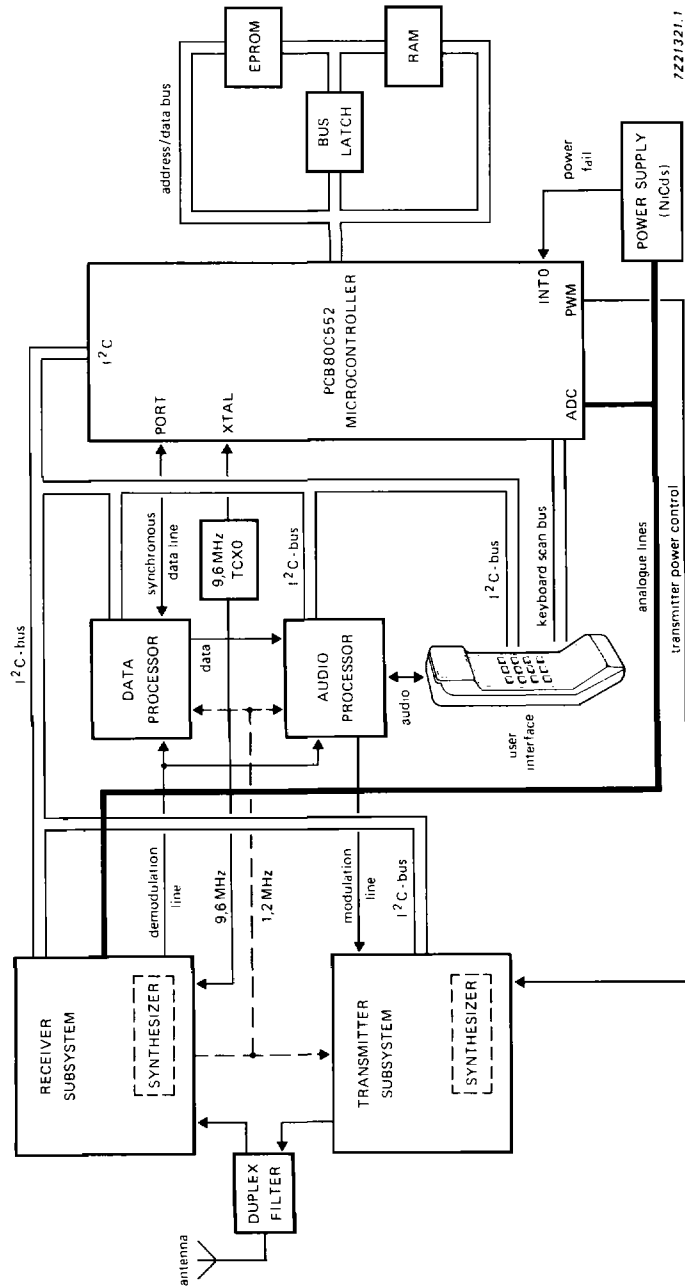 antenna
DUPLEX
FILTER
RECEIVER
SUBSYSTEM
SYNTHESIZER
TRANSMITTER
SUBSYSTEM
SYNTHESIZER
I²C-bus
demodulation
line
9,6 MHz
1,2 MHz
modulation
line
I²C-bus
DATA
PROCESSOR
data
AUDIO
PROCESSOR
audio
user
interface
synchronous
data line
9,6 MHz
TCXO
I²C-bus
I²C-bus
keyboard scan bus
analogue lines
transmitter power control
I²C
PORT
XTAL
PCB80C552
MICROCONTROLLER
ADC
INT0
PWM
address/data bus
BUS
LATCH
EPROM
RAM
power
fail
POWER SUPPLY
(NiCds)
7Z21321.1